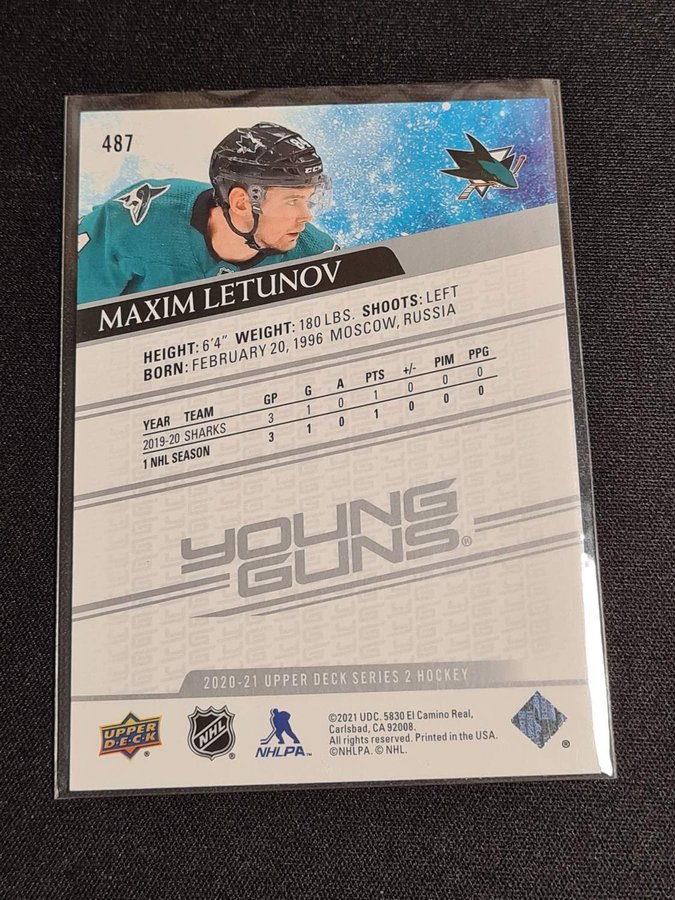 487
MAXIM LETUNOV
HEIGHT: 6'4" WEIGHT: 180 LBS. SHOOTS: LEFT
BORN: FEBRUARY 20, 1996 MOSCOW, RUSSIA
YEAR TEAM GP G A PTS +/- PIM PPG
2019-20 SHARKS 3 1 0 1 0 0 0
1 NHL SEASON 3 1 0 1 0 0 0
YOUNG
GUNS®
2020-21 UPPER DECK SERIES 2 HOCKEY
UPPER
DECK
®
NHL
®
NHLPA™
©2021 UDC. 5830 El Camino Real,
Carlsbad, CA 92008.
All rights reserved. Printed in the USA.
©NHLPA. © NHL.
®